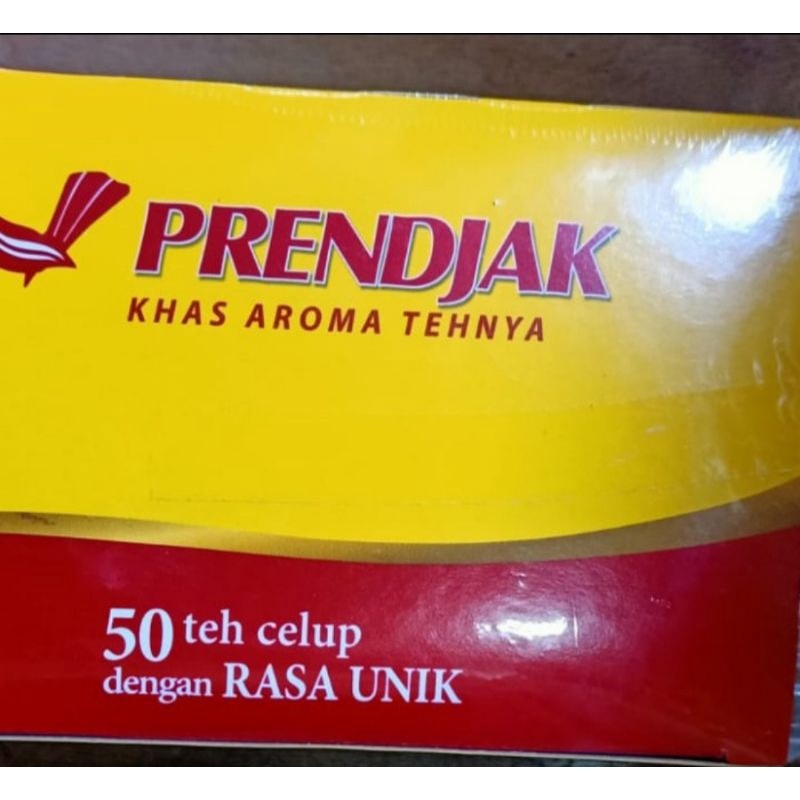 PRENDJAK
KHAS AROMA TEHNYA
50 teh celup
dengan RASA UNIK